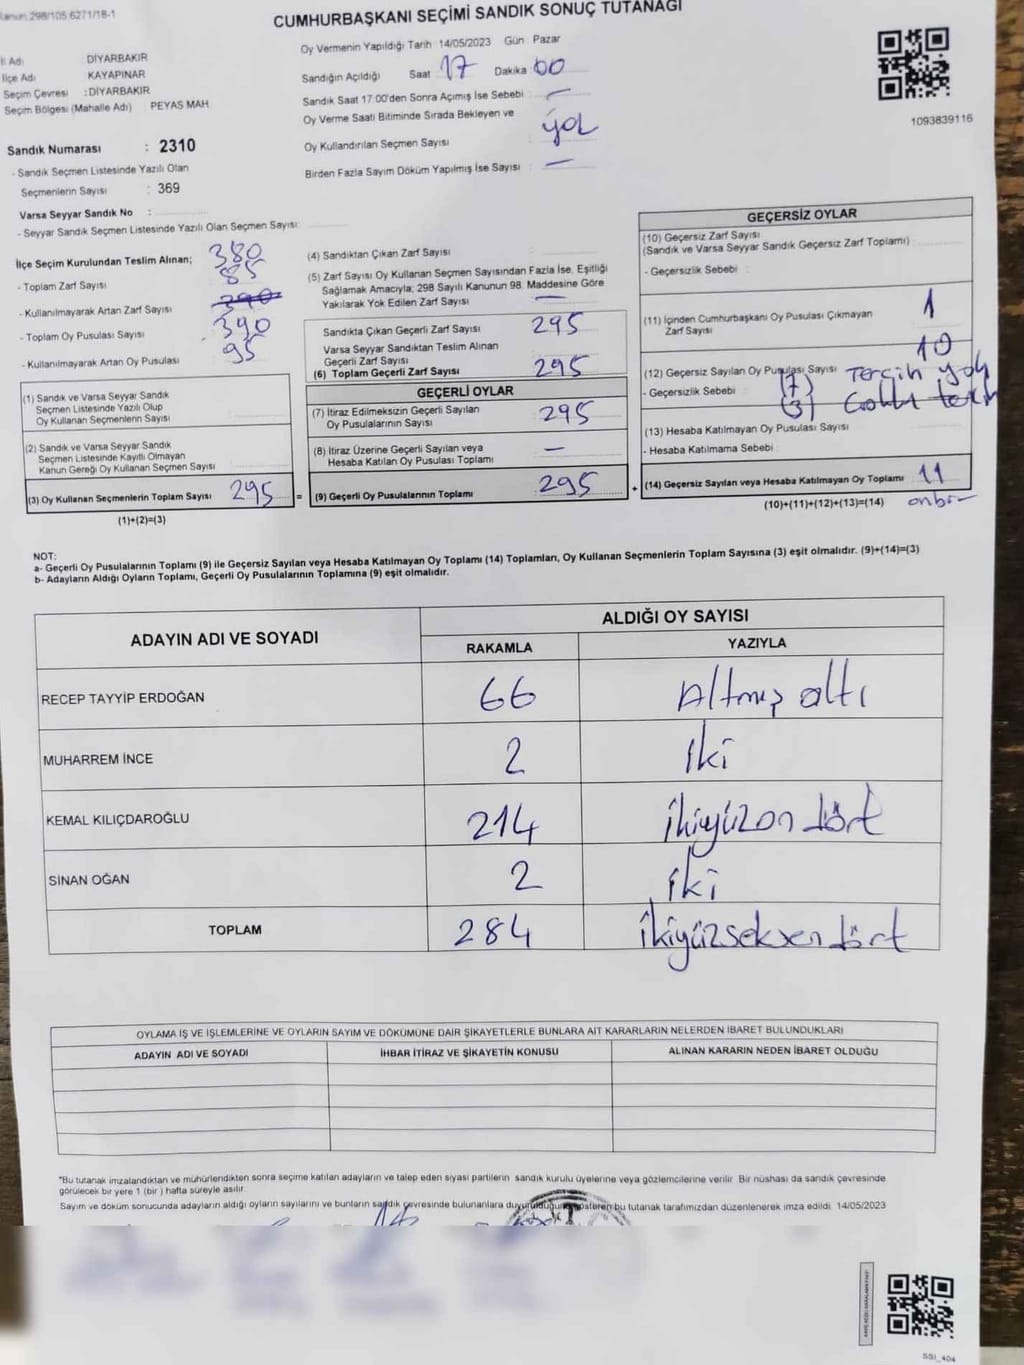 Kanun:298/105 6271/18-1
CUMHURBAŞKANI SEÇİMİ SANDIK SONUÇ TUTANAĞI
İl Adı DİYARBAKIR
İlçe Adı KAYAPINAR
Seçim Çevresi : DİYARBAKIR
Seçim Bölgesi (Mahalle Adı) PEYAS MAH.
Sandık Numarası : 2310
- Sandık Seçmen Listesinde Yazılı Olan
Seçmenlerin Sayısı : 369
Varsa Seyyar Sandık No :
- Seyyar Sandık Seçmen Listesinde Yazılı Olan Seçmen Sayısı:
Oy Vermenin Yapıldığı Tarih 14/05/2023 Gün : Pazar
Sandığın Açıldığı Saat 17 Dakika 00
Sandık Saat 17:00'den Sonra Açımış İse Sebebi : —
Oy Verme Saati Bitiminde Sırada Bekleyen ve
Oy Kullandırılan Seçmen Sayısı : yok
Birden Fazla Sayım Döküm Yapılmış İse Sayısı : —
1093839116
İlçe Seçim Kurulundan Teslim Alınan;
- Toplam Zarf Sayısı 380
- Kullanılmayarak Artan Zarf Sayısı 85
390
- Toplam Oy Pusulası Sayısı 390
- Kullanılmayarak Artan Oy Pusulası 95
(1) Sandık ve Varsa Seyyar Sandık
Seçmen Listesinde Yazılı Olup
Oy Kullanan Seçmenlerin Sayısı
(2) Sandık ve Varsa Seyyar Sandık
Seçmen Listesinde Kayıtlı Olmayan
Kanun Gereği Oy Kullanan Seçmen Sayısı
(3) Oy Kullanan Seçmenlerin Toplam Sayısı 295 =
(1)+(2)=(3)
(4) Sandıktan Çıkan Zarf Sayısı
(5) Zarf Sayısı Oy Kullanan Seçmen Sayısından Fazla İse, Eşitliği
Sağlamak Amacıyla; 298 Sayılı Kanunun 98. Maddesine Göre
Yakılarak Yok Edilen Zarf Sayısı —
Sandıkta Çıkan Geçerli Zarf Sayısı 295
Varsa Seyyar Sandıktan Teslim Alınan
Geçerli Zarf Sayısı
(6) Toplam Geçerli Zarf Sayısı 295
GEÇERLİ OYLAR
(7) İtiraz Edilmeksizin Geçerli Sayılan
Oy Pusulalarının Sayısı 295
(8) İtiraz Üzerine Geçerli Sayılan veya
Hesaba Katılan Oy Pusulası Toplamı —
(9) Geçerli Oy Pusulalarının Toplamı 295 +
GEÇERSİZ OYLAR
(10) Geçersiz Zarf Sayısı
(Sandık ve Varsa Seyyar Sandık Geçersiz Zarf Toplamı)
- Geçersizlik Sebebi :
(11) İçinden Cumhurbaşkanı Oy Pusulası Çıkmayan
Zarf Sayısı 1
10
(12) Geçersiz Sayılan Oy Pusulası Sayısı
- Geçersizlik Sebebi : (7) Tercih yok
(3)
(13) Hesaba Katılmayan Oy Pusulası Sayısı
- Hesaba Katılmama Sebebi
(14) Geçersiz Sayılan veya Hesaba Katılmayan Oy Toplamı 11
(10)+(11)+(12)+(13)=(14) onbir
NOT:
a- Geçerli Oy Pusulalarının Toplamı (9) ile Geçersiz Sayılan veya Hesaba Katılmayan Oy Toplamı (14) Toplamları, Oy Kullanan Seçmenlerin Toplam Sayısına (3) eşit olmalıdır. (9)+(14)=(3)
b- Adayların Aldığı Oyların Toplamı, Geçerli Oy Pusulalarının Toplamına (9) eşit olmalıdır.
ADAYIN ADI VE SOYADI ALDIĞI OY SAYISI
RAKAMLA YAZIYLA
RECEP TAYYİP ERDOĞAN 66 Altmış altı
MUHARREM İNCE 2 iki
KEMAL KILIÇDAROĞLU 214 ikiyüzon dört
SİNAN OĞAN 2 iki
TOPLAM 284 ikiyüzseksen dört
OYLAMA İŞ VE İŞLEMLERİNE VE OYLARIN SAYIM VE DÖKÜMÜNE DAİR ŞİKAYETLERLE BUNLARA AİT KARARLARIN NELERDEN İBARET BULUNDUKLARI
ADAYIN ADI VE SOYADI İHBAR İTİRAZ VE ŞİKAYETİN KONUSU ALINAN KARARIN NEDEN İBARET OLDUĞU
*Bu tutanak imzalandıktan ve mühürlendikten sonra seçime katılan adayların ve talep eden siyasi partilerin sandık kurulu üyelerine veya gözlemcilerine verilir. Bir nüshası da sandık çevresinde
görülecek bir yere 1 (bir ) hafta süreyle asılır.
Sayım ve döküm sonucunda adayların aldığı oyların sayılarını ve bunların sandık çevresinde bulunanlara duyurulduğunu gösteren bu tutanak tarafımızdan düzenlenerek imza edildi. 14/05/2023
SSI_404